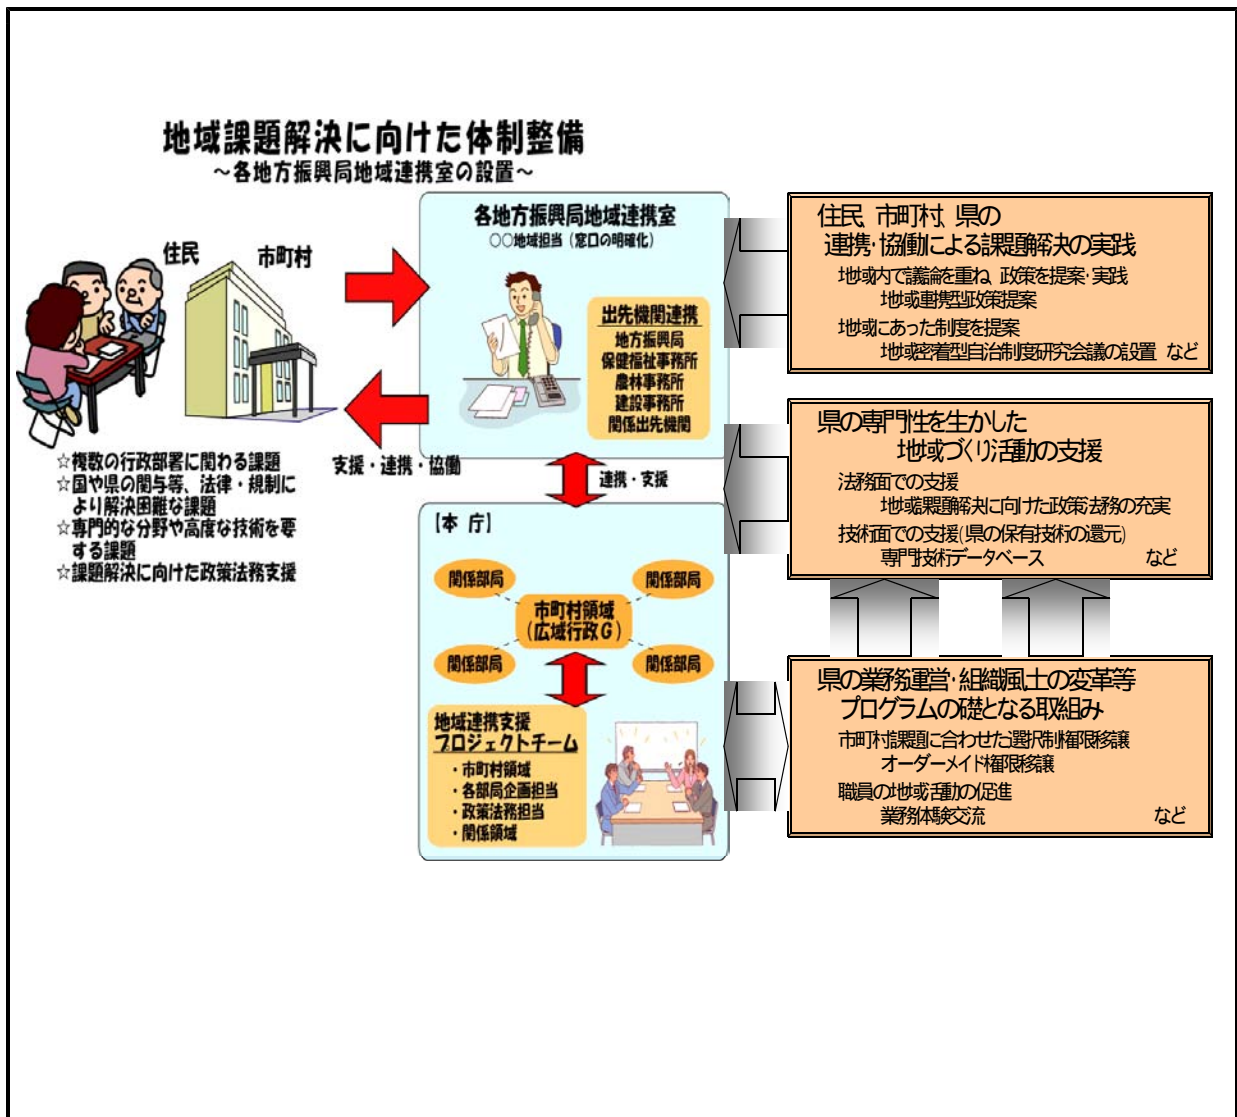 地域課題解決に向けた体制整備
～各地方振興局地域連携室の設置～
住民
市町村
☆複数の行政部署に関わる課題
☆国や県の関与等、法律・規制に
より解決困難な課題
☆専門的な分野や高度な技術を要
する課題
☆課題解決に向けた政策法務支援
支援・連携・協働
各地方振興局地域連携室
○○地域担当（窓口の明確化）
出先機関連携
地方振興局
保健福祉事務所
農林事務所
建設事務所
関係出先機関
連携・支援
【本 庁】
関係部局
関係部局
市町村領域
（広域行政G）
関係部局
関係部局
地域連携支援
プロジェクトチーム
・市町村領域
・各部局企画担当
・政策法務担当
・関係領域
住民、市町村、県の
連携・協働による課題解決の実践
地域内で議論を重ね、政策を提案・実践
地域連携型政策提案
地域にあった制度を提案
地域密着型自治制度研究会議の設置 など
県の専門性を生かした
地域づくり活動の支援
法務面での支援
地域課題解決に向けた政策法務の充実
技術面での支援（県の保有技術の還元）
専門技術データベース など
県の業務運営・組織風土の変革等
プログラムの礎となる取組み
市町村課題に合わせた選択制権限移譲
オーダーメイド権限移譲
職員の地域活動の促進
業務体験交流 など